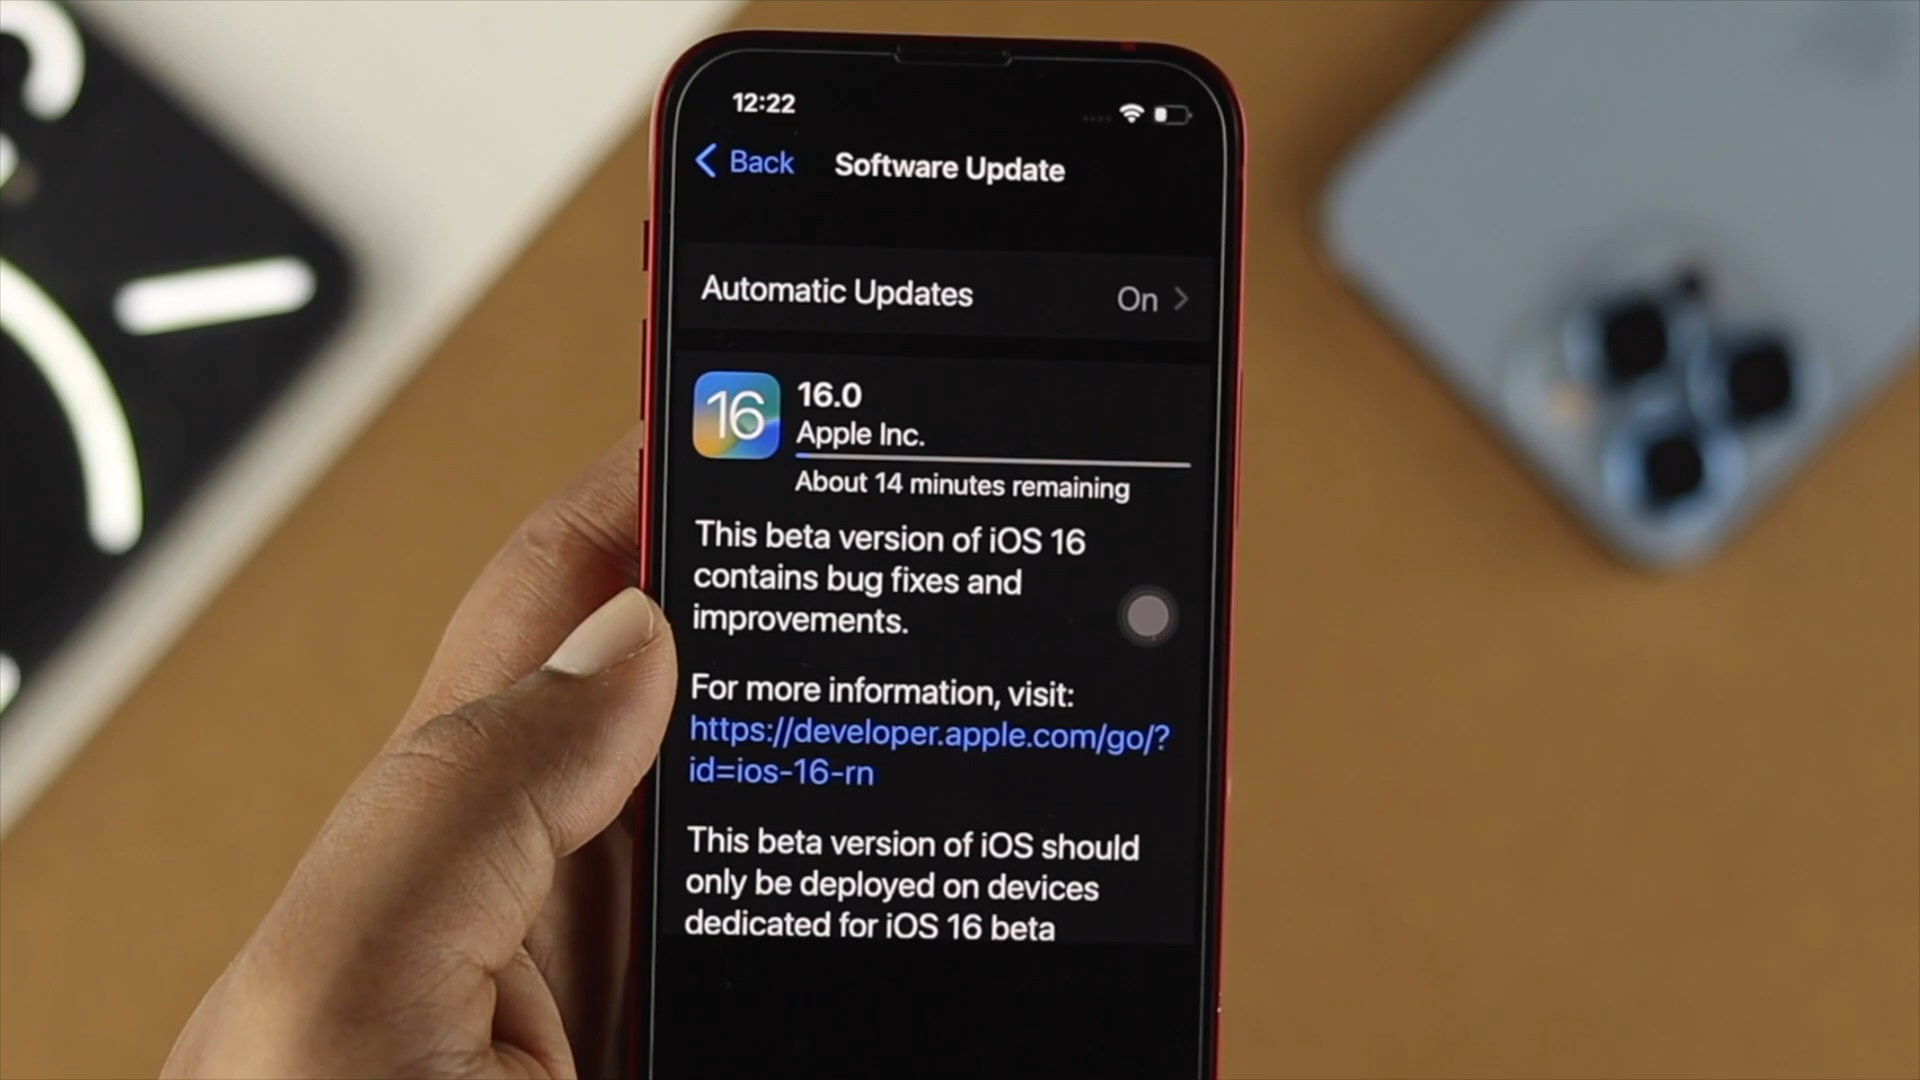 12:22
Back Software Update
Automatic Updates On
16 16.0
Apple Inc.
About 14 minutes remaining
This beta version of iOS 16
contains bug fixes and
improvements.
For more information, visit:
https://developer.apple.com/go/?
id=ios-16-rn
This beta version of iOS should
only be deployed on devices
dedicated for iOS 16 beta